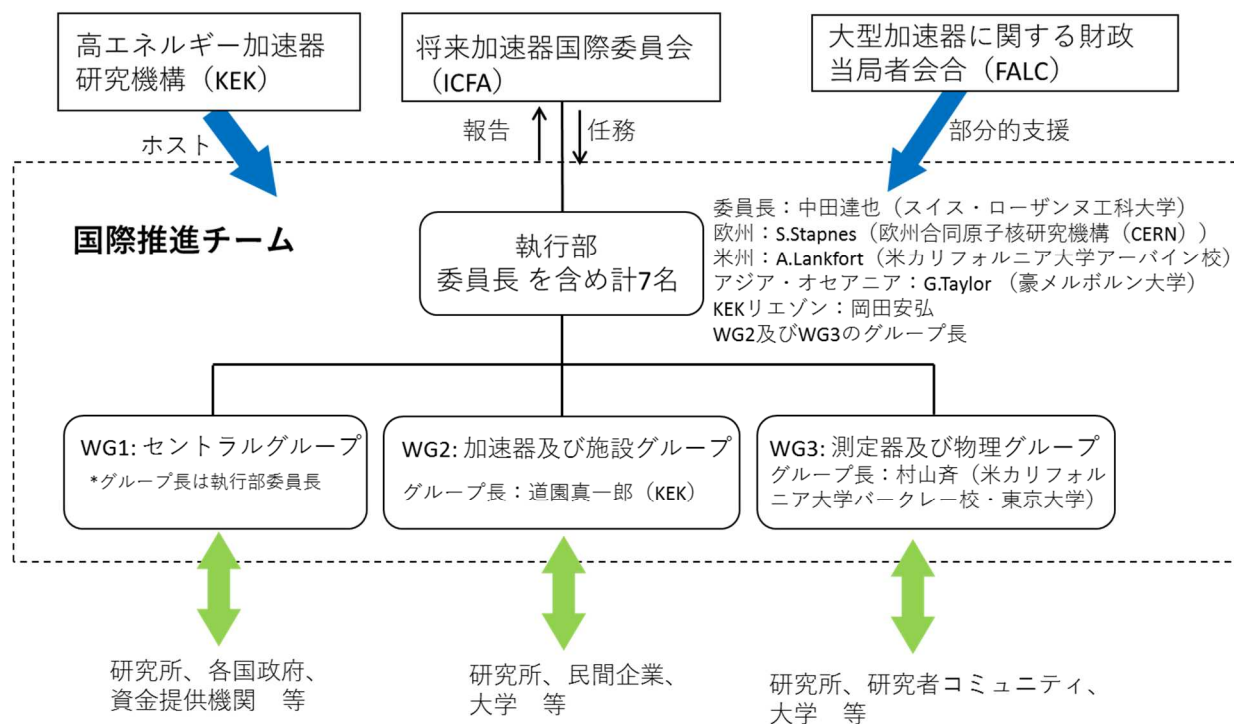 高エネルギー加速器
研究機構（KEK）
将来加速器国際委員会
（ICFA）
大型加速器に関する財政
当局者会合（FALC）
ホスト
報告
任務
部分的支援
国際推進チーム
執行部
委員長 を含め計7名
委員長：中田達也（スイス・ローザンヌ工科大学）
欧州：S.Stapnes（欧州合同原子核研究機構（CERN））
米州：A.Lankfort（米カリフォルニア大学アーバイン校）
アジア・オセアニア：G.Taylor （豪メルボルン大学）
KEKリエゾン：岡田安弘
WG2及びWG3のグループ長
WG1: セントラルグループ
*グループ長は執行部委員長
WG2: 加速器及び施設グループ
グループ長：道園真一郎（KEK）
WG3: 測定器及び物理グループ
グループ長：村山斉（米カリフォル
ニア大学バークレー校・東京大学）
研究所、各国政府、
資金提供機関　等
研究所、民間企業、
大学　等
研究所、研究者コミュニティ、
大学　等